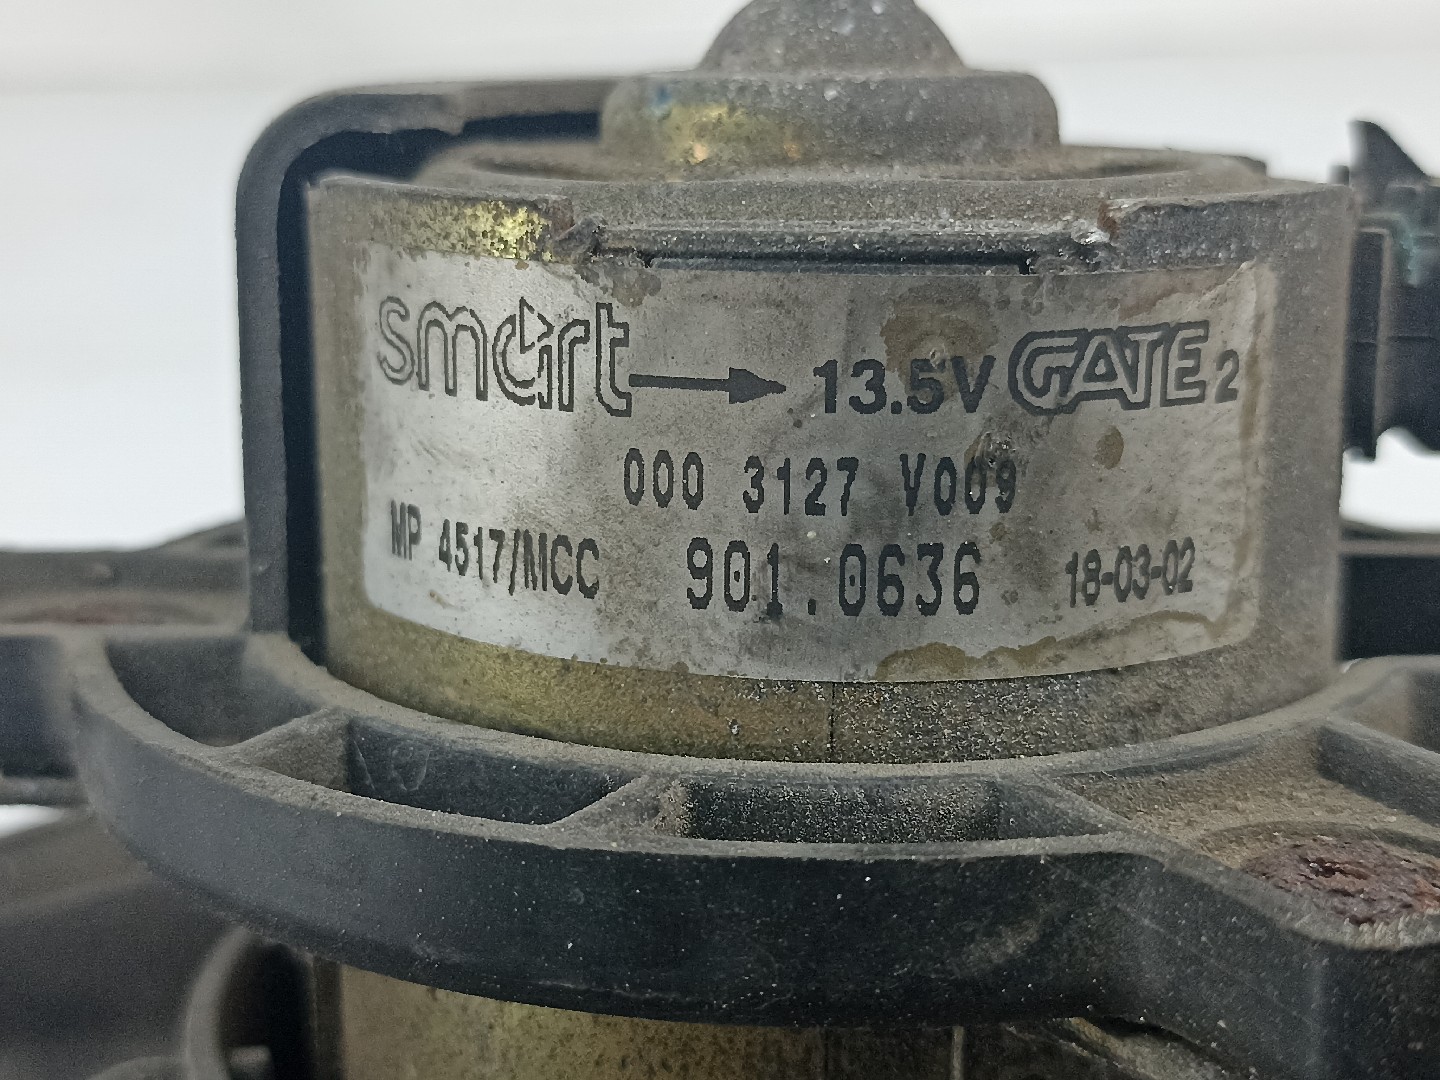 smart → 13.5V GATE 2
000 3127 V009
MP 4517/MCC 901.0636 18-03-02